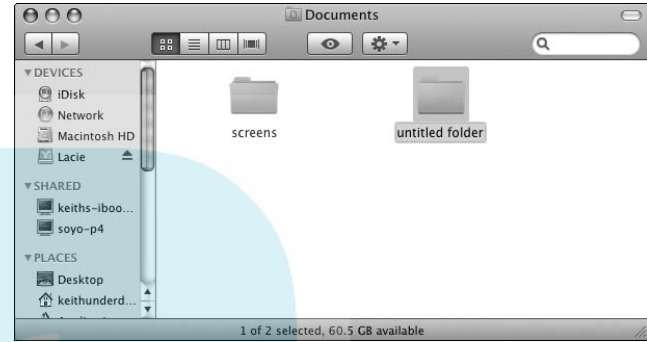 Documents
DEVICES
iDisk
Network
Macintosh HD
Lacie
SHARED
keiths-iboo...
soyo-p4
PLACES
Desktop
keithunderd...
screens
untitled folder
1 of 2 selected, 60.5 GB available